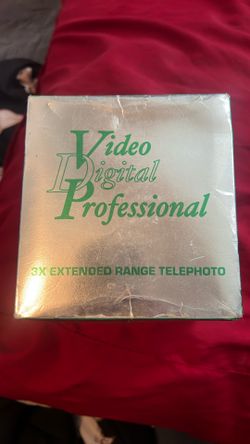 Video
Digital
Professional
3X EXTENDED RANGE TELEPHOTO